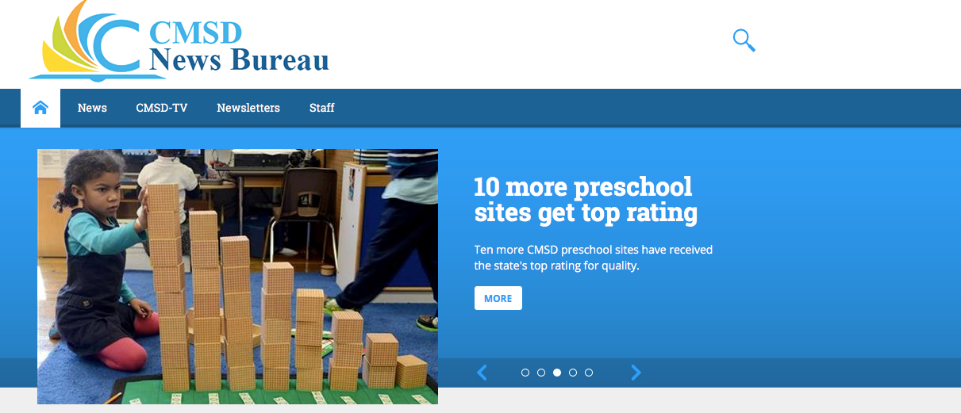 CMSD
News Bureau
News
CMSD-TV
Newsletters
Staff
10 more preschool
sites get top rating
Ten more CMSD preschool sites have received
the state's top rating for quality.
MORE